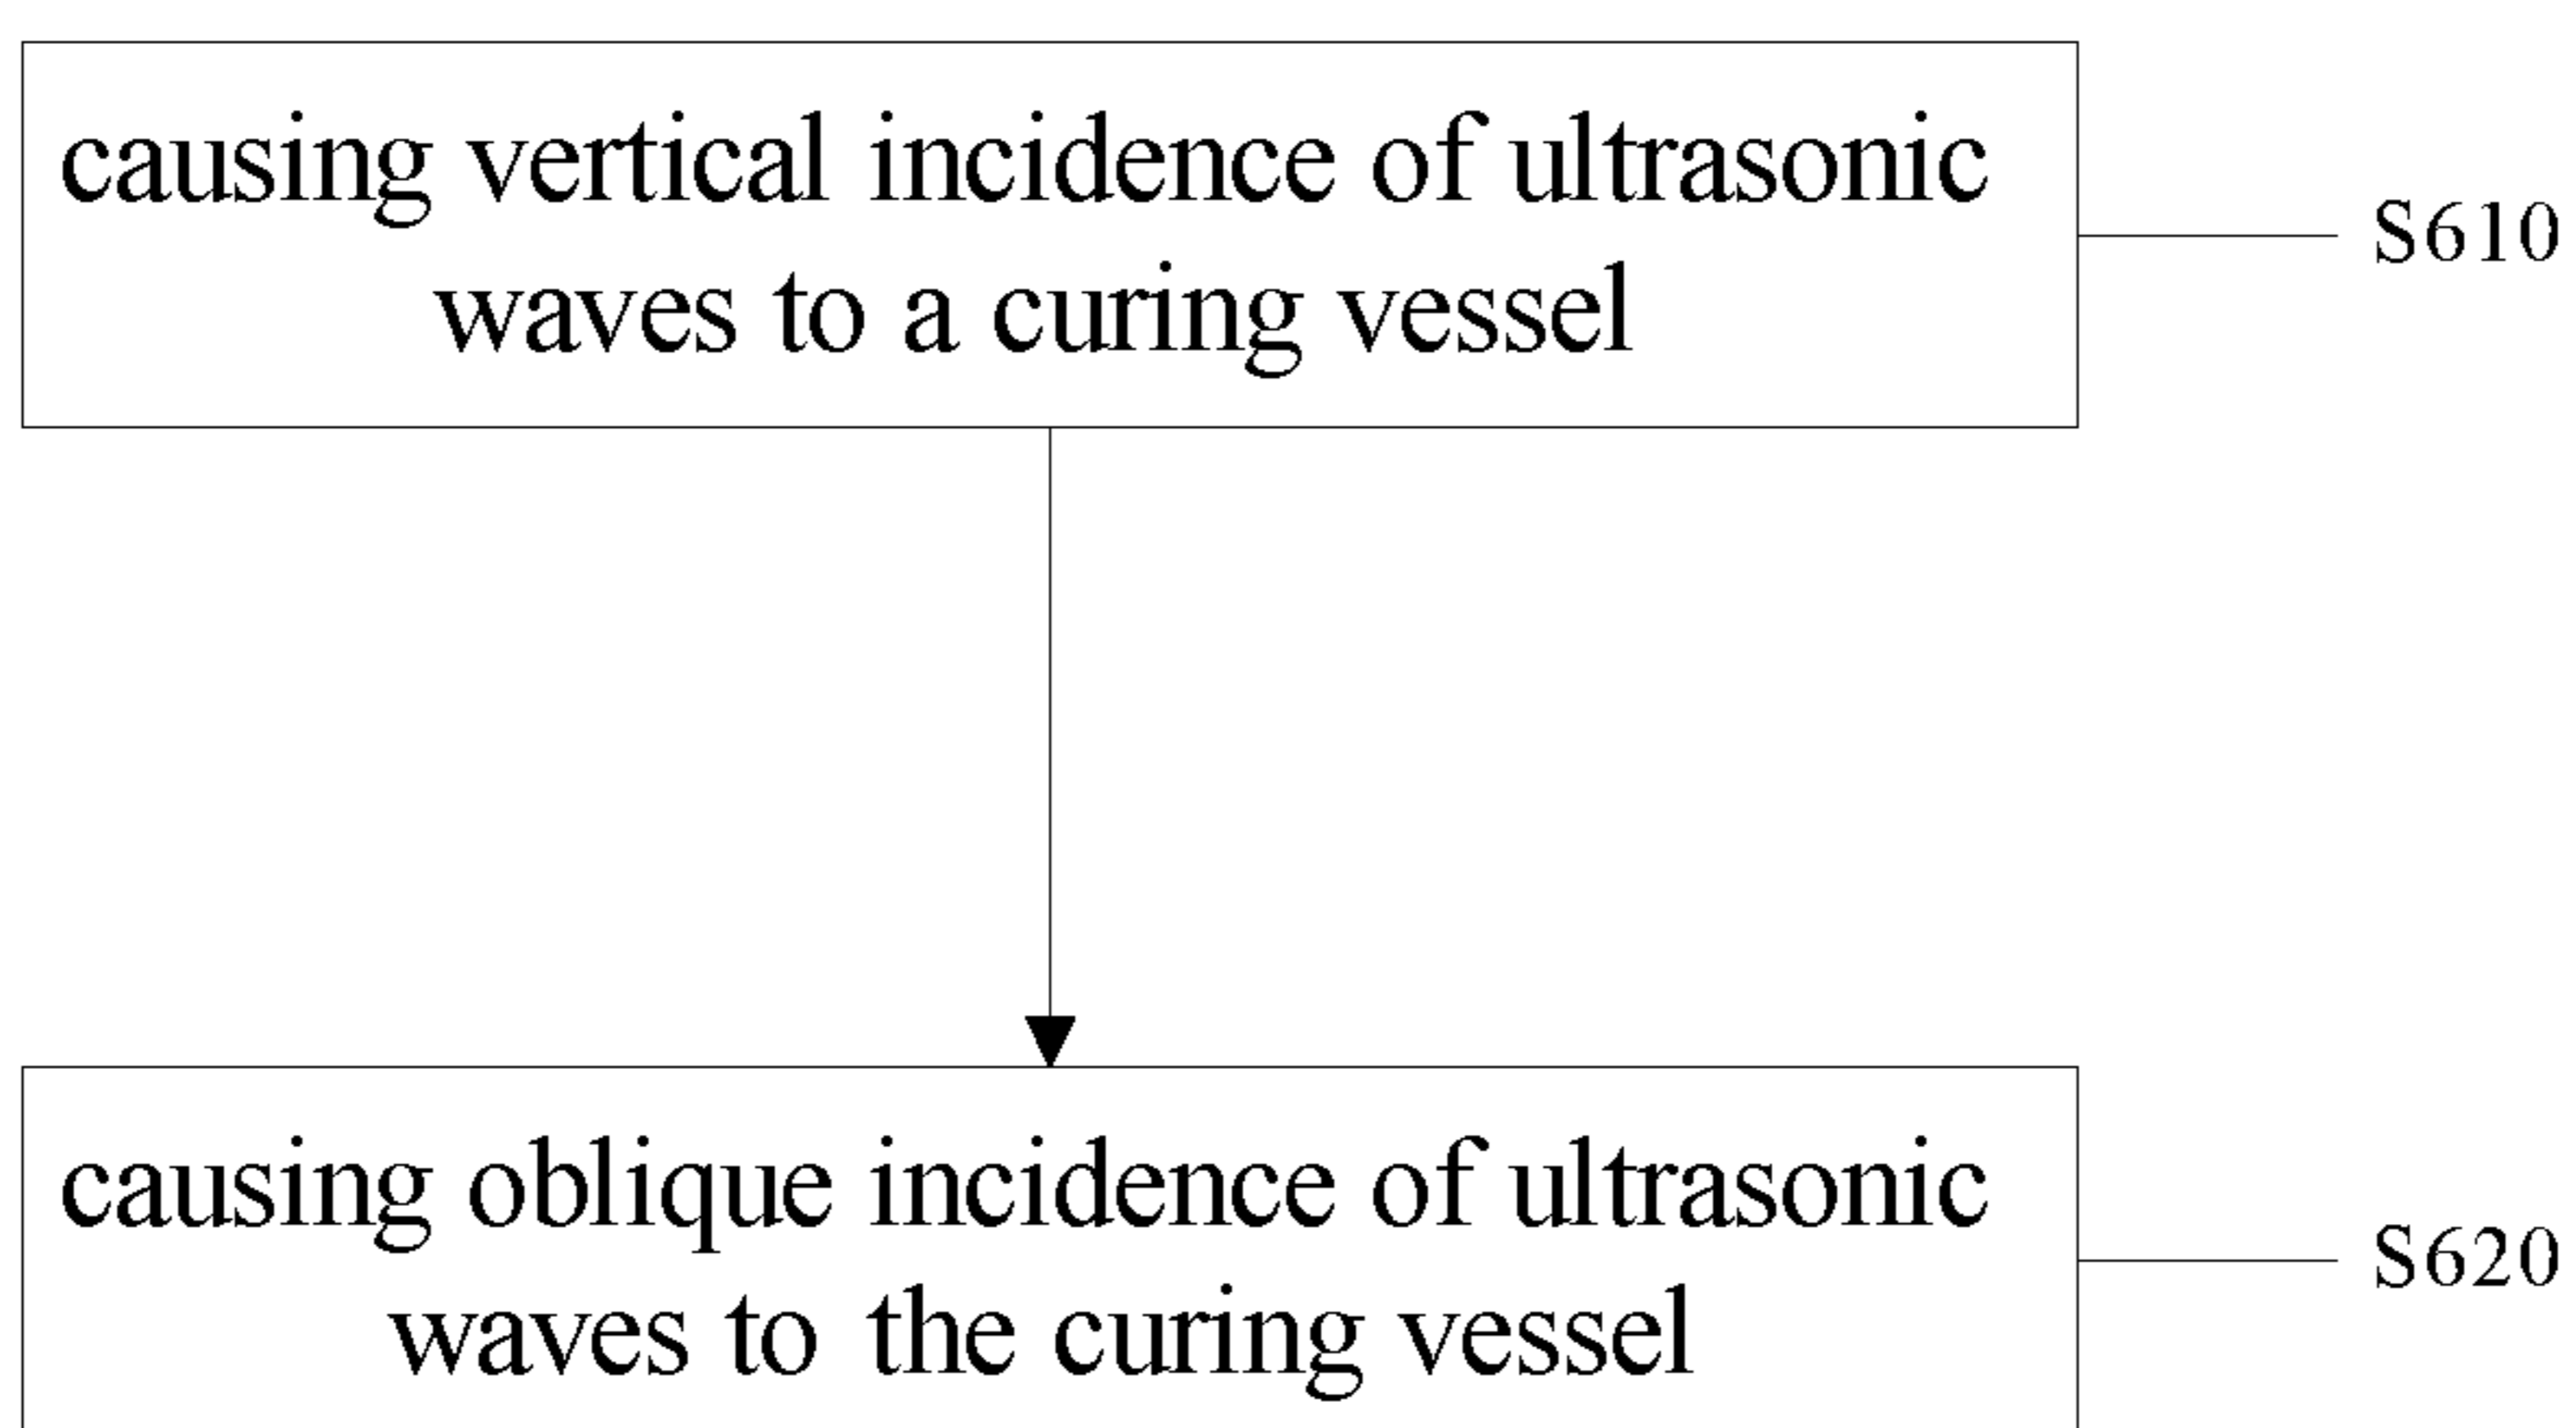 causing vertical incidence of ultrasonic
waves to a curing vessel
S610
causing oblique incidence of ultrasonic
waves to the curing vessel
S620